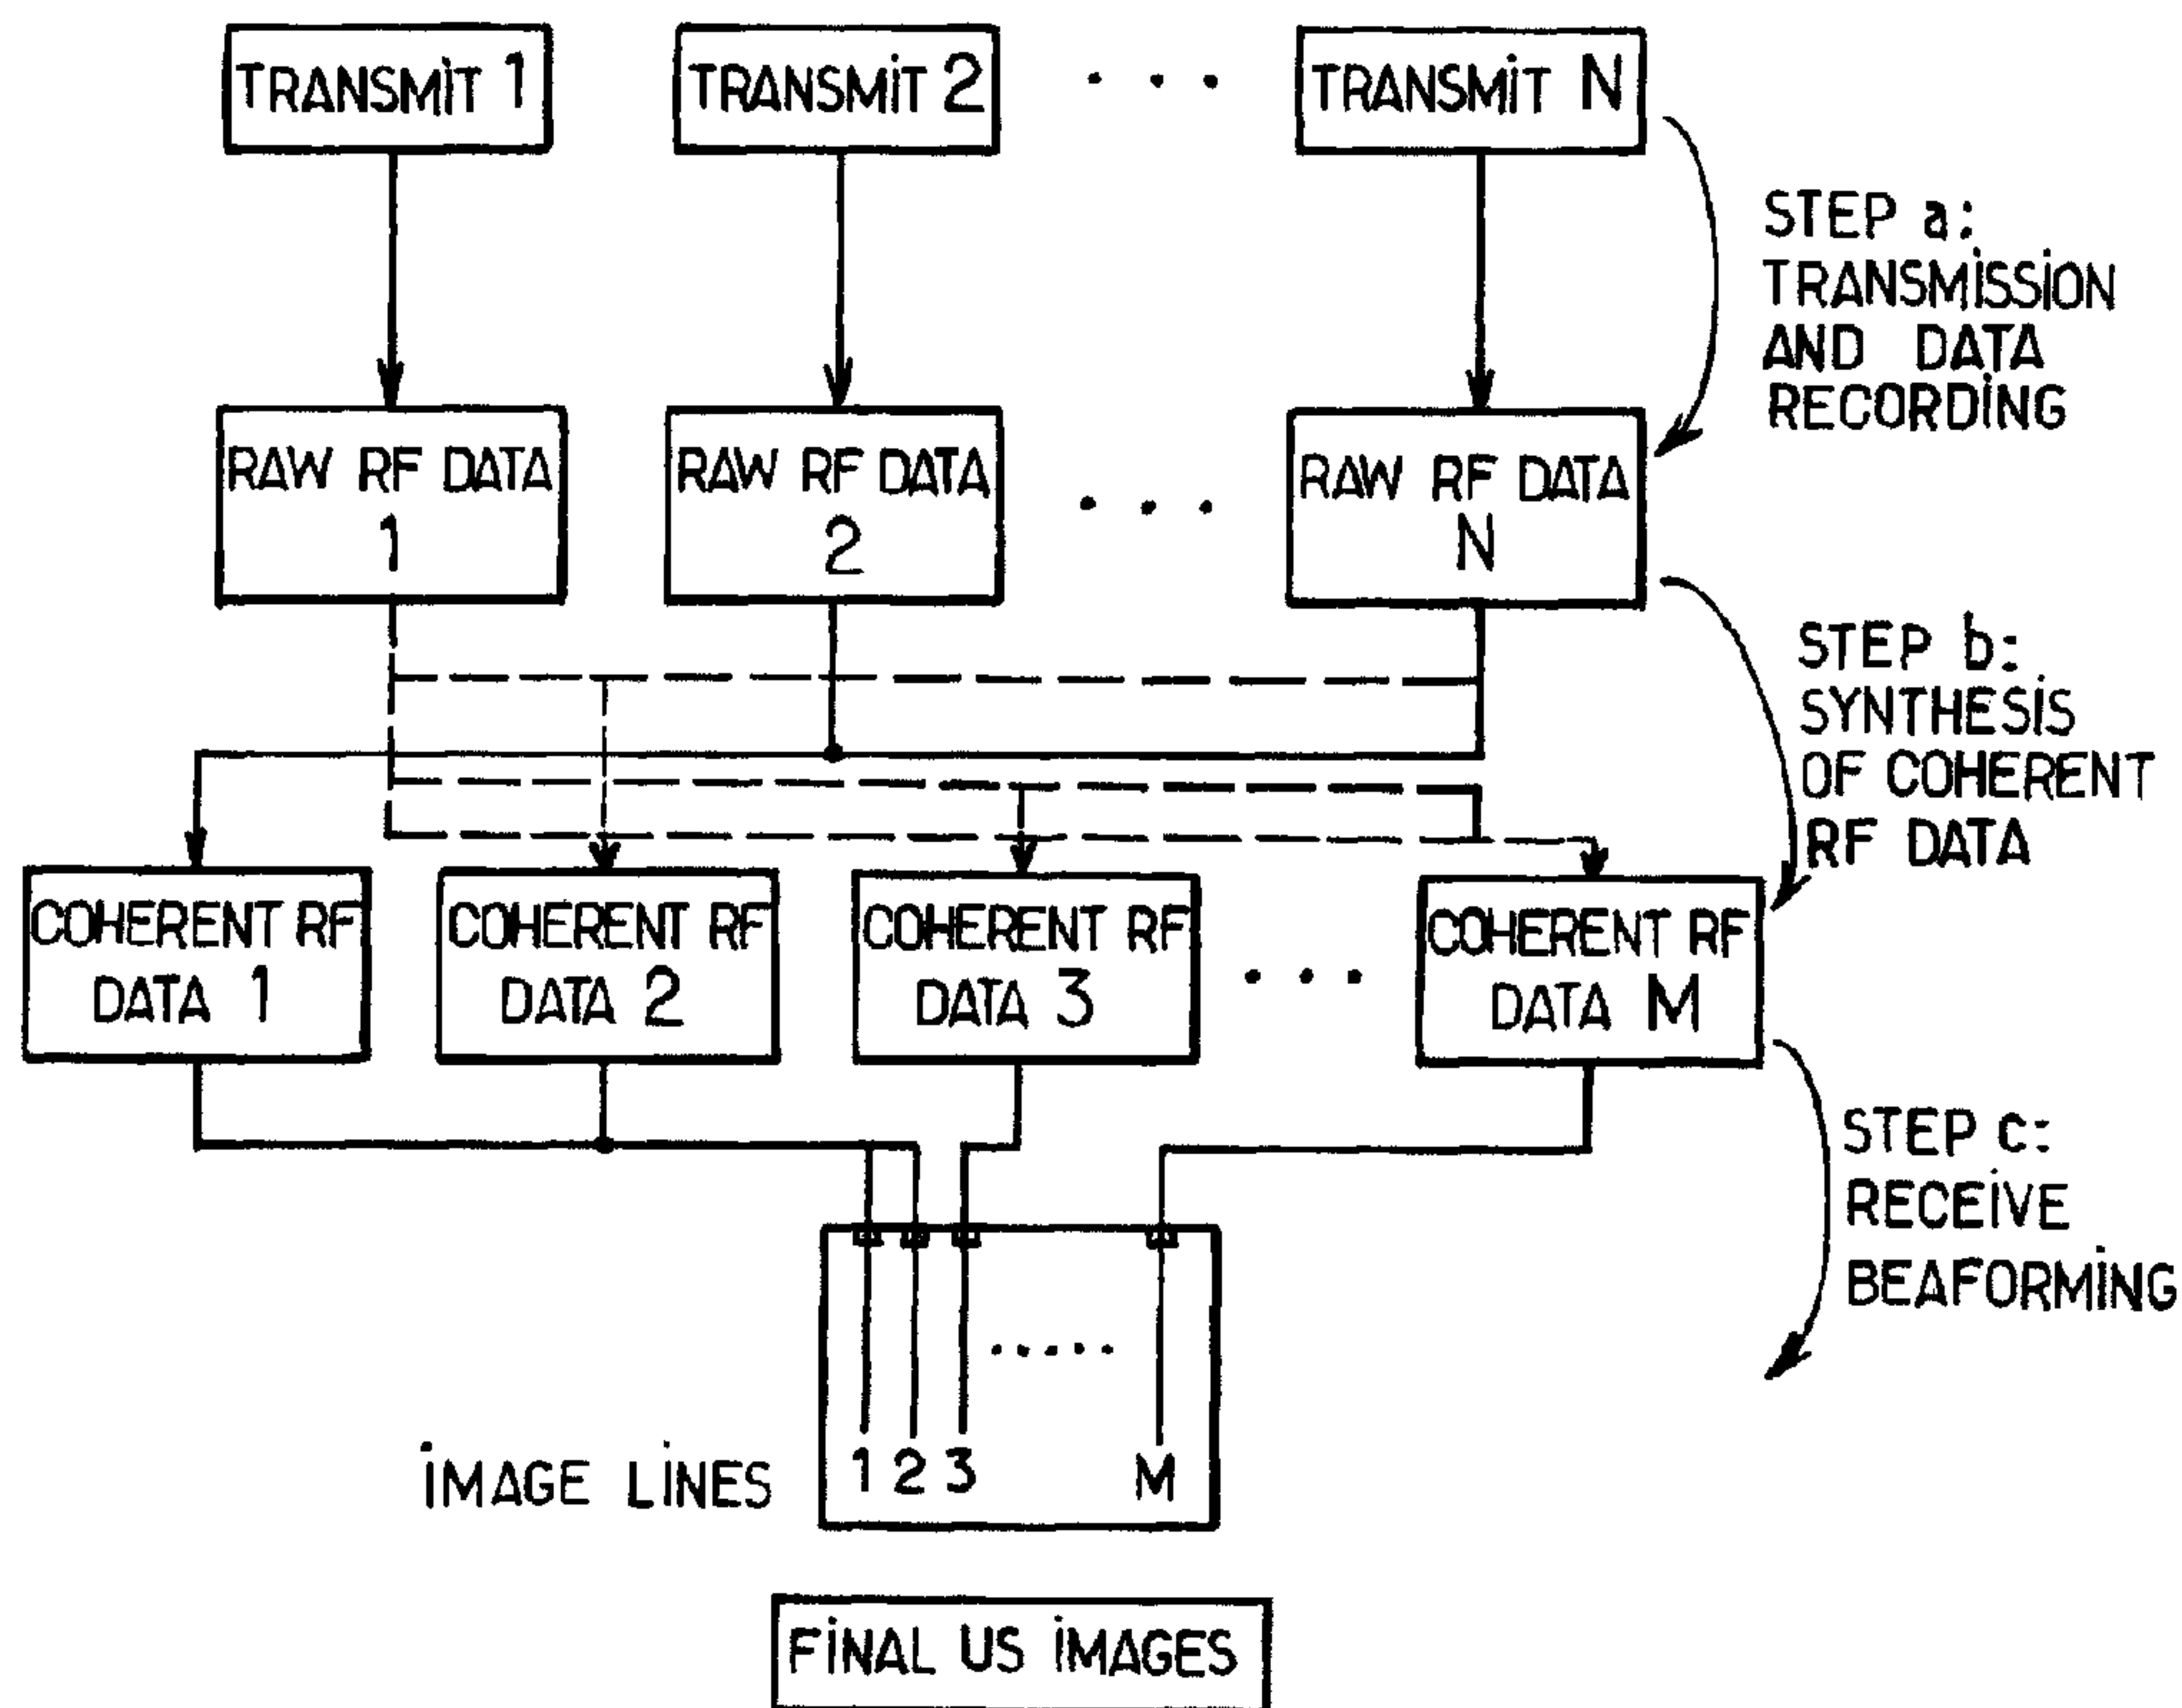 TRANSMiT 1
TRANSMiT 2
. . .
TRANSMiT N
STEP a:
TRANSMiSSiON
AND DATA
RECORDiNG
RAW RF DATA
1
RAW RF DATA
2
. . .
RAW RF DATA
N
STEP b:
SYNTHESiS
OF COHERENT
RF DATA
COHERENT RF
DATA 1
COHERENT RF
DATA 2
COHERENT RF
DATA 3
. . .
COHERENT RF
DATA M
STEP c:
RECEiVE
BEAFORMiNG
.....
1 2 3 M
iMAGE LiNES
FiNAL US iMAGES